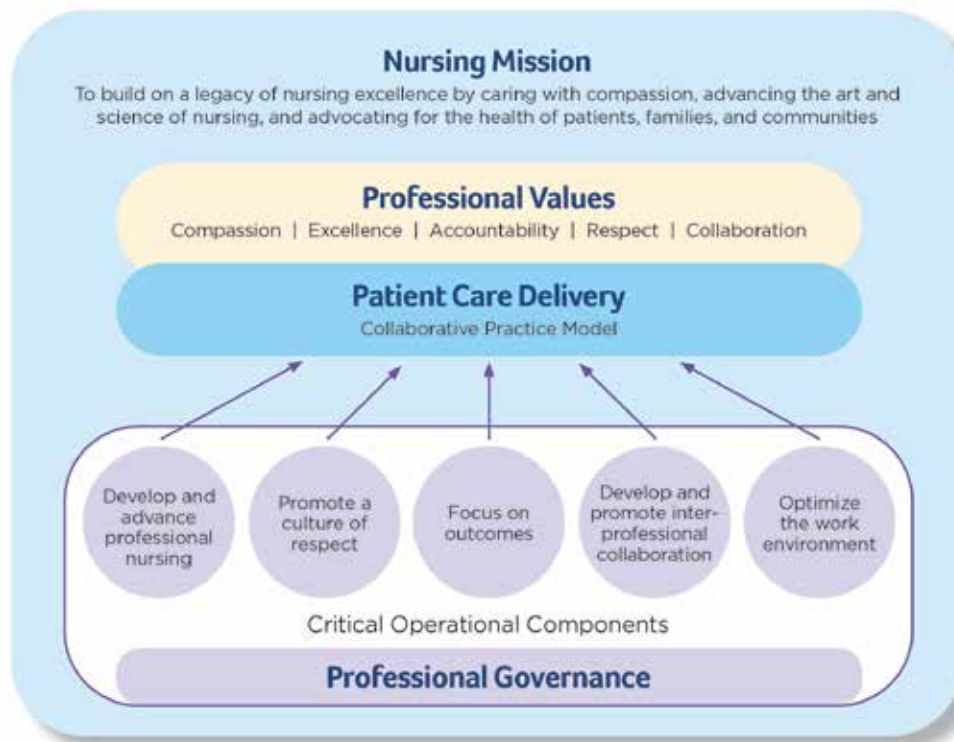 Nursing Mission
To build on a legacy of nursing excellence by caring with compassion, advancing the art and
science of nursing, and advocating for the health of patients, families, and communities
Professional Values
Compassion | Excellence | Accountability | Respect | Collaboration
Patient Care Delivery
Collaborative Practice Model
Develop and
advance
professional
nursing
Promote a
culture of
respect
Focus on
outcomes
Develop and
promote inter-
professional
collaboration
Optimize
the work
environment
Critical Operational Components
Professional Governance